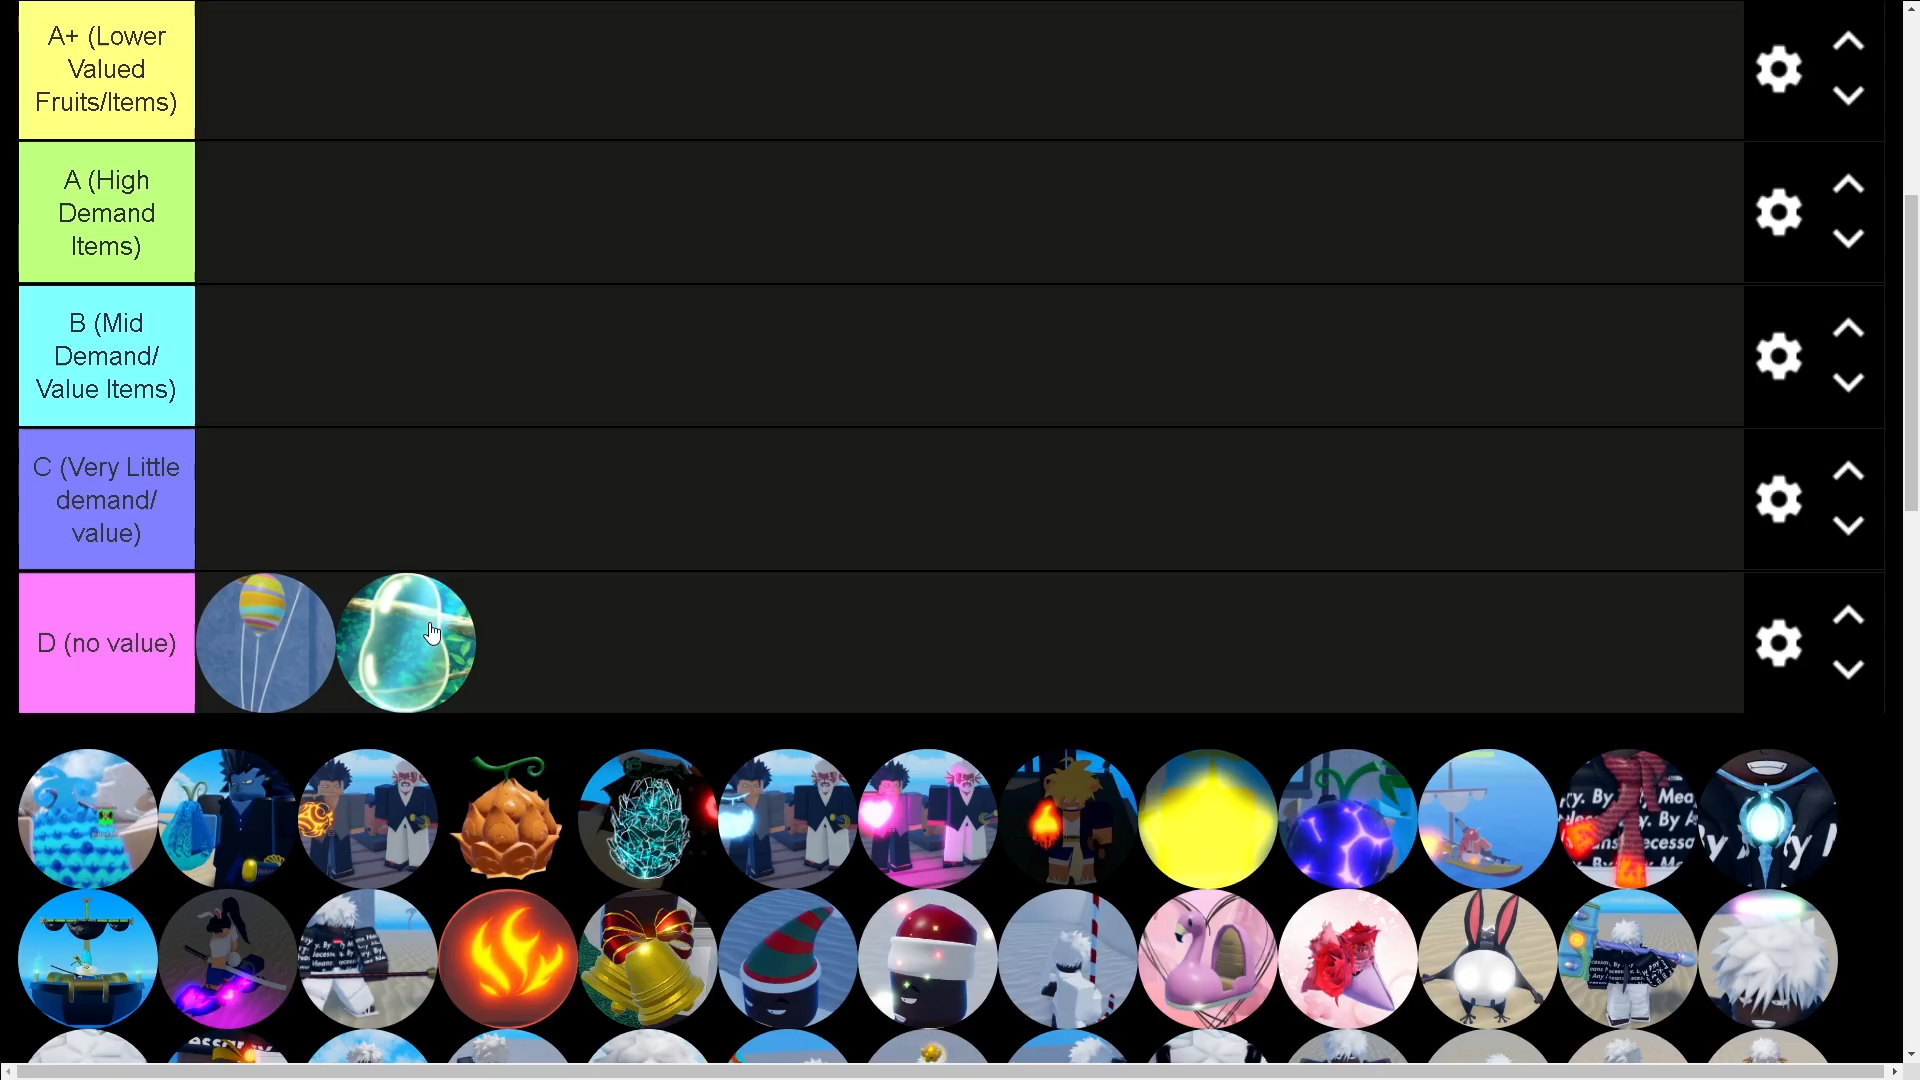 A+ (Lower
Valued
Fruits/Items)
A (High
Demand
Items)
B (Mid
Demand/
Value Items)
C (Very Little
demand/
value)
D (no value)